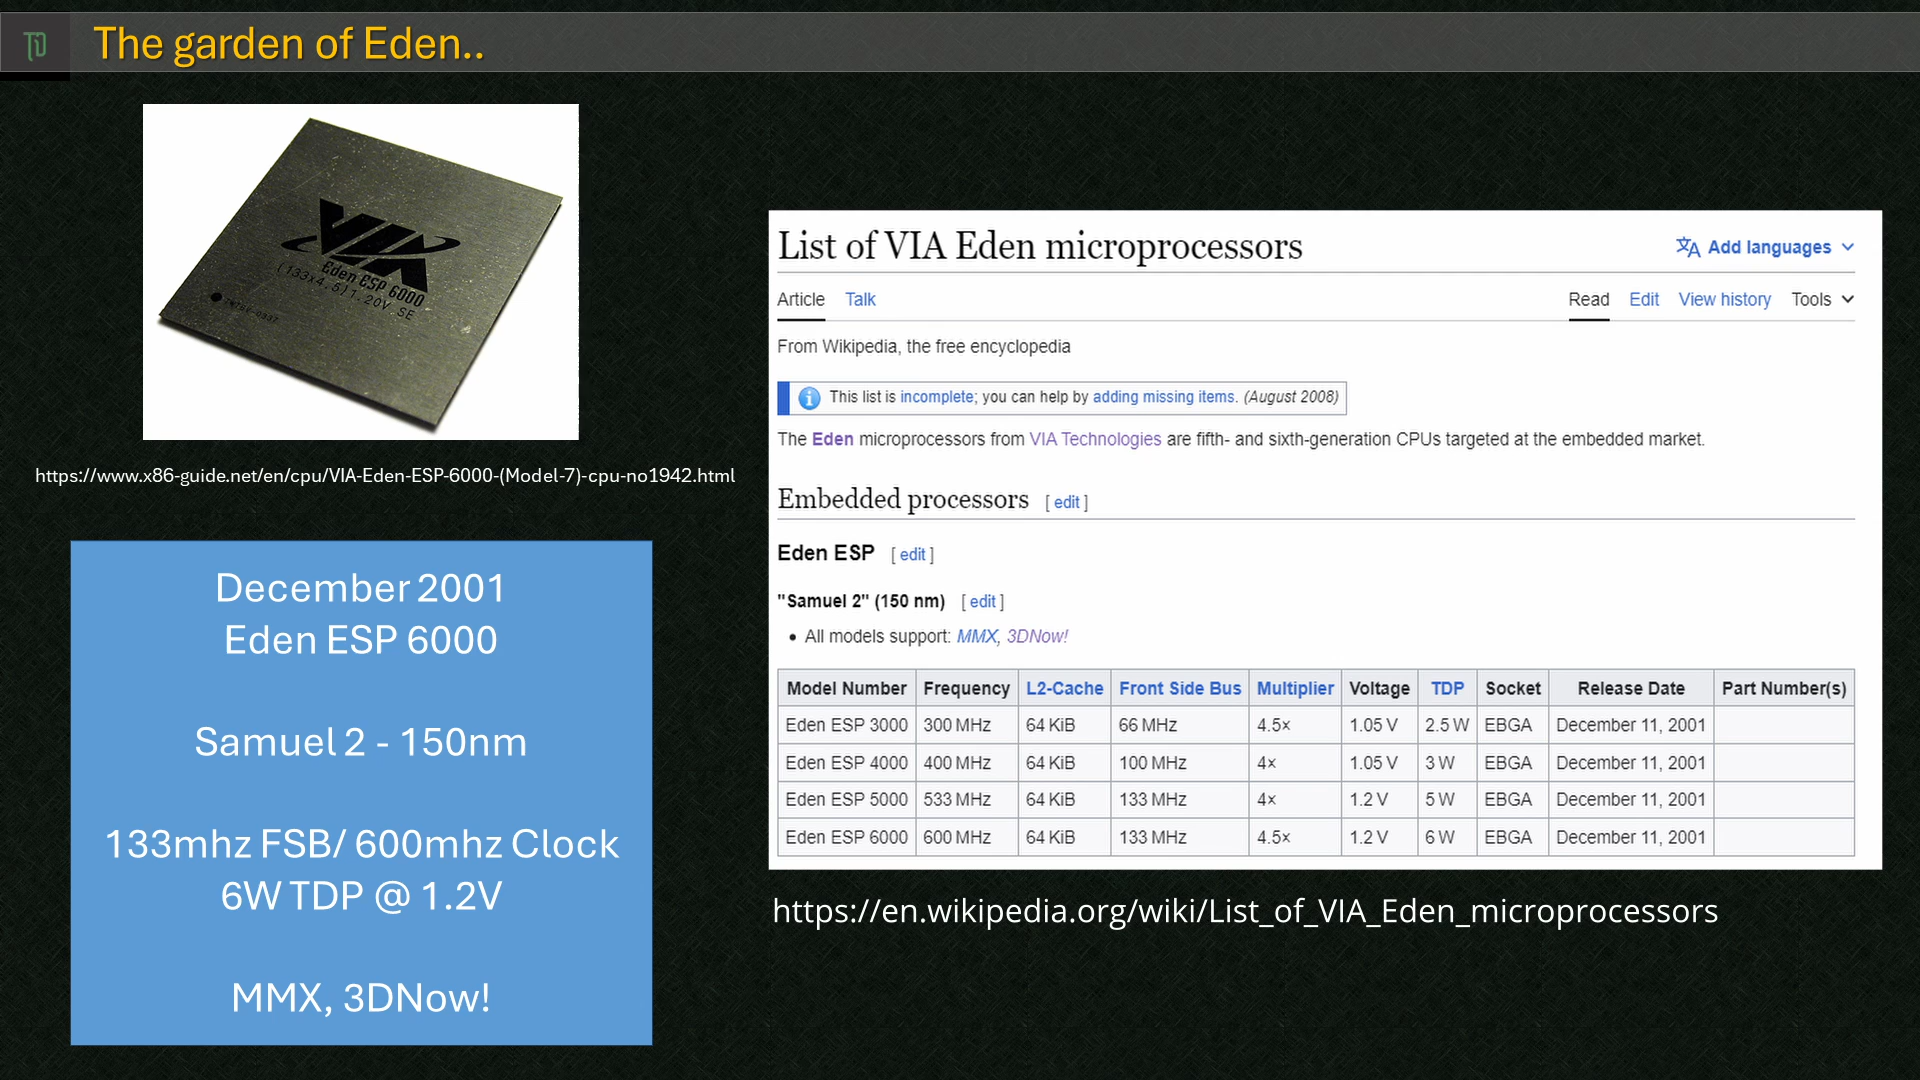 The garden of Eden..
VIA
Eden ESP 6000
(133x4.5)1.20V SE
https://www.x86-guide.net/en/cpu/VIA-Eden-ESP-6000-(Model-7)-cpu-no1942.html
December 2001
Eden ESP 6000
Samuel 2 - 150nm
133mhz FSB/ 600mhz Clock
6W TDP @ 1.2V
MMX, 3DNow!
List of VIA Eden microprocessors
Add languages
Article Talk Read Edit View history Tools
From Wikipedia, the free encyclopedia
This list is incomplete; you can help by adding missing items. (August 2008)
The Eden microprocessors from VIA Technologies are fifth- and sixth-generation CPUs targeted at the embedded market.
Embedded processors [ edit ]
Eden ESP [ edit ]
"Samuel 2" (150 nm) [ edit ]
• All models support: MMX, 3DNow!
Model Number Frequency L2-Cache Front Side Bus Multiplier Voltage TDP Socket Release Date Part Number(s)
Eden ESP 3000 300 MHz 64 KiB 66 MHz 4.5× 1.05 V 2.5 W EBGA December 11, 2001
Eden ESP 4000 400 MHz 64 KiB 100 MHz 4× 1.05 V 3 W EBGA December 11, 2001
Eden ESP 5000 533 MHz 64 KiB 133 MHz 4× 1.2 V 5 W EBGA December 11, 2001
Eden ESP 6000 600 MHz 64 KiB 133 MHz 4.5× 1.2 V 6 W EBGA December 11, 2001
https://en.wikipedia.org/wiki/List_of_VIA_Eden_microprocessors